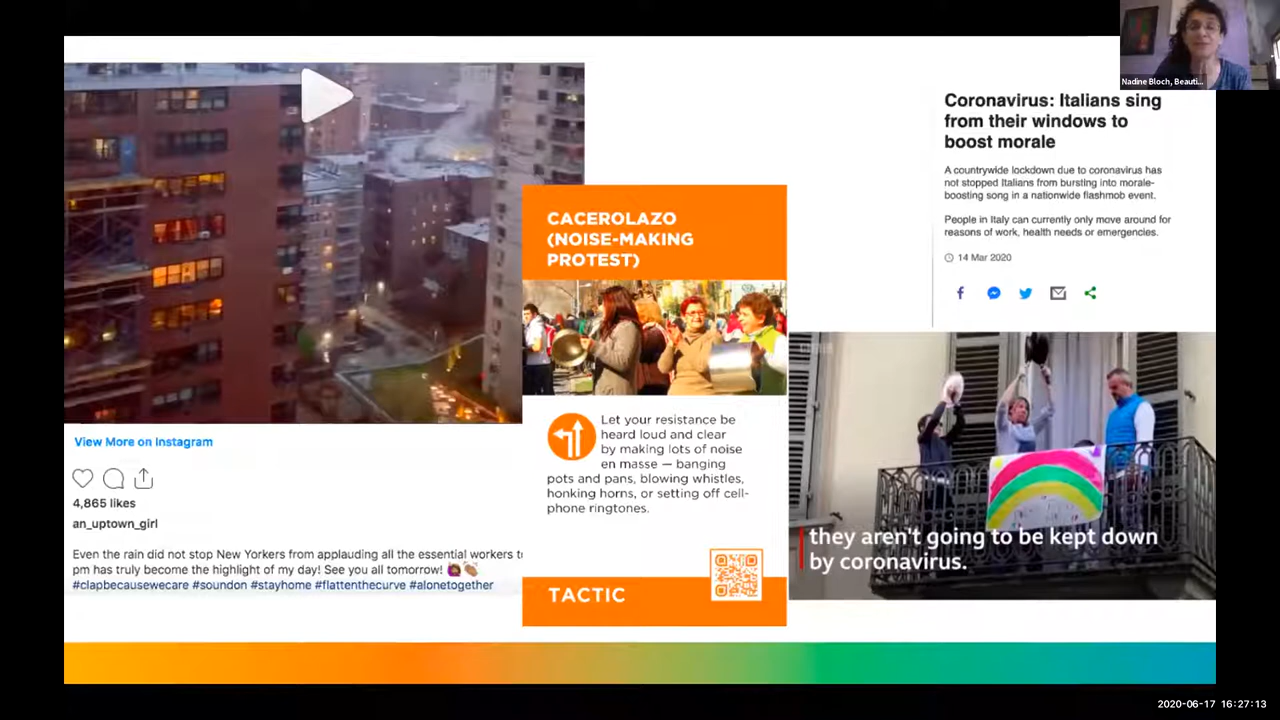 Nadine Bloch, Beauti...
Coronavirus: Italians sing
from their windows to
boost morale
A countrywide lockdown due to coronavirus has
not stopped Italians from bursting into morale-
boosting song in a nationwide flashmob event.
People in Italy can currently only move around for
reasons of work, health needs or emergencies.
14 Mar 2020
CACEROLAZO
(NOISE-MAKING
PROTEST)
Let your resistance be
heard loud and clear
by making lots of noise
en masse — banging
pots and pans, blowing whistles,
honking horns, or setting off cell-
phone ringtones.
TACTIC
View More on Instagram
4,865 likes
an_uptown_girl
Even the rain did not stop New Yorkers from applauding all the essential workers
pm has truly become the highlight of my day! See you all tomorrow! 🙋🏾‍♀️👏🏽
#clapbecausewecare #soundon #stayhome #flattenthecurve #alonetogether
they aren't going to be kept down
by coronavirus.
2020-06-17 16:27:13